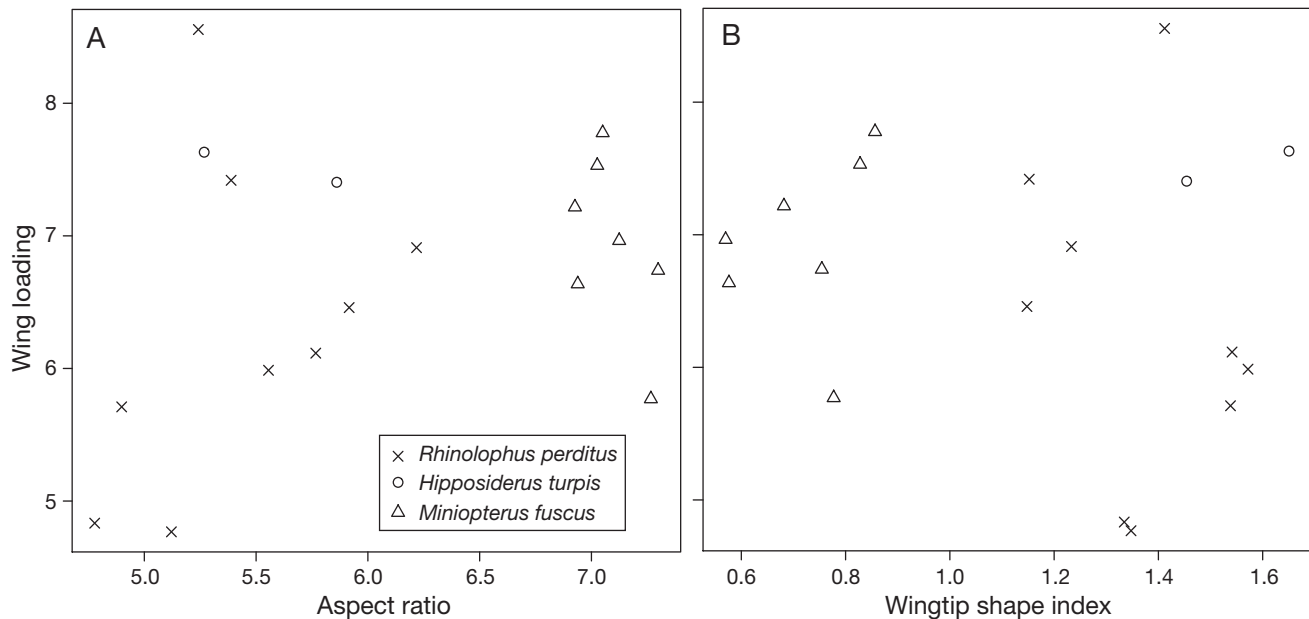 A
B
8
7
6
5
Wing loading
Rhinolophus perditus
Hipposiderus turpis
Miniopterus fuscus
5.0 5.5 6.0 6.5 7.0
Aspect ratio
0.6 0.8 1.0 1.2 1.4 1.6
Wingtip shape index